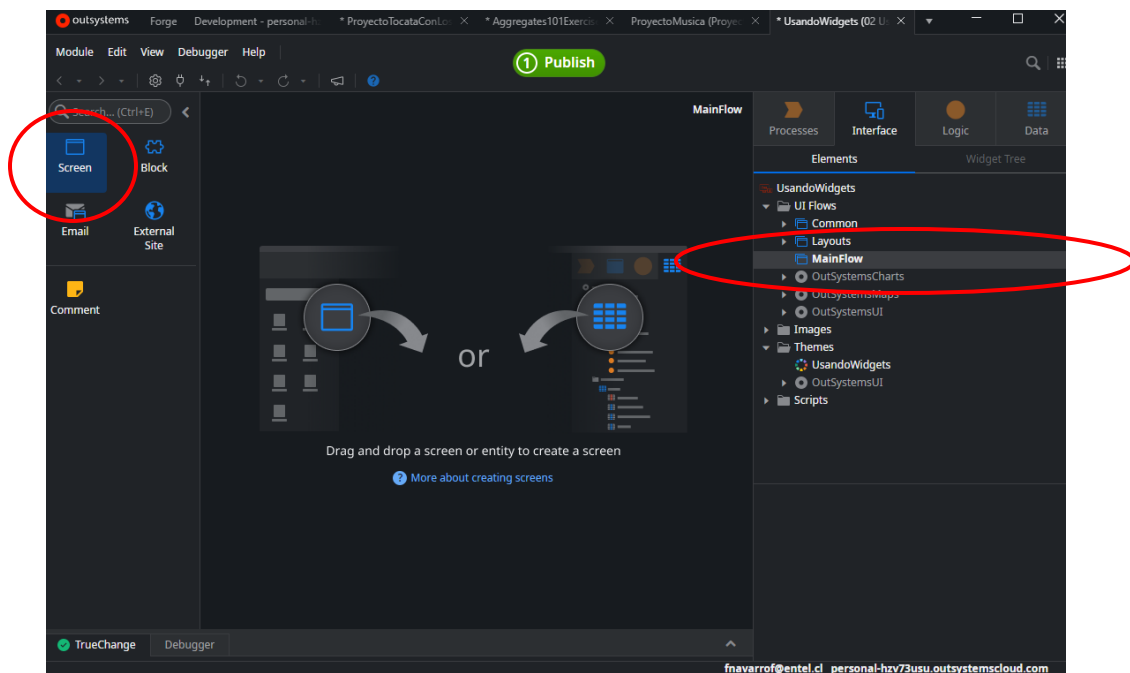 outsystems Forge Development - personal-h * ProyectoTocataConLos * Aggregates101Exercis ProyectoMusica (Proyec * UsandoWidgets (02 Us
Module Edit View Debugger Help
1 Publish
Search... (Ctrl+E)
MainFlow
Processes Interface Logic Data
Screen Block
Elements Widget Tree
UsandoWidgets
UI Flows
Common
Layouts
MainFlow
OutSystemsCharts
OutSystemsMaps
OutSystemsUI
Images
Themes
UsandoWidgets
OutSystemsUI
Scripts
Email External
Site
Comment
or
Drag and drop a screen or entity to create a screen
? More about creating screens
TrueChange Debugger
fnavarrof@entel.cl personal-hzv73usu.outsystemscloud.com